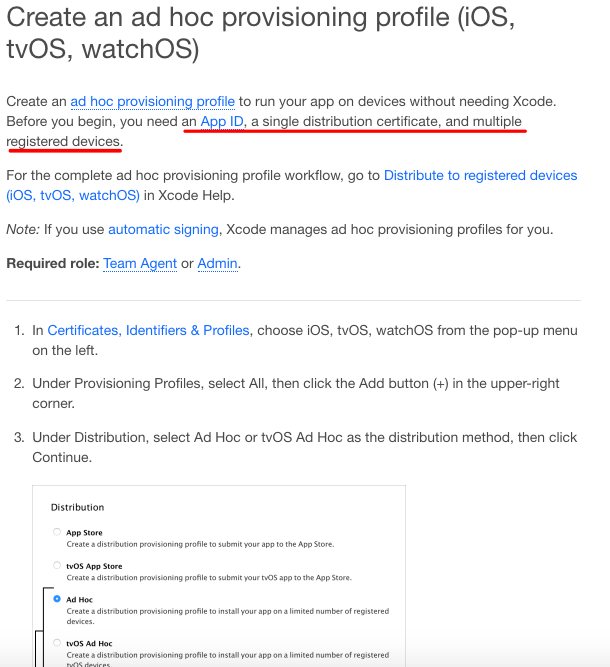 Create an ad hoc provisioning profile (iOS,
tvOS, watchOS)
Create an ad hoc provisioning profile to run your app on devices without needing Xcode.
Before you begin, you need an App ID, a single distribution certificate, and multiple
registered devices.
For the complete ad hoc provisioning profile workflow, go to Distribute to registered devices
(iOS, tvOS, watchOS) in Xcode Help.
Note: If you use automatic signing, Xcode manages ad hoc provisioning profiles for you.
Required role: Team Agent or Admin.
1. In Certificates, Identifiers & Profiles, choose iOS, tvOS, watchOS from the pop-up menu
on the left.
2. Under Provisioning Profiles, select All, then click the Add button (+) in the upper-right
corner.
3. Under Distribution, select Ad Hoc or tvOS Ad Hoc as the distribution method, then click
Continue.
Distribution
App Store
Create a distribution provisioning profile to submit your app to the App Store.
tvOS App Store
Create a distribution provisioning profile to submit your tvOS app to the App Store.
Ad Hoc
Create a distribution provisioning profile to install your app on a limited number of registered
devices.
tvOS Ad Hoc
Create a distribution provisioning profile to install your app on a limited number of registered
tvOS devices.